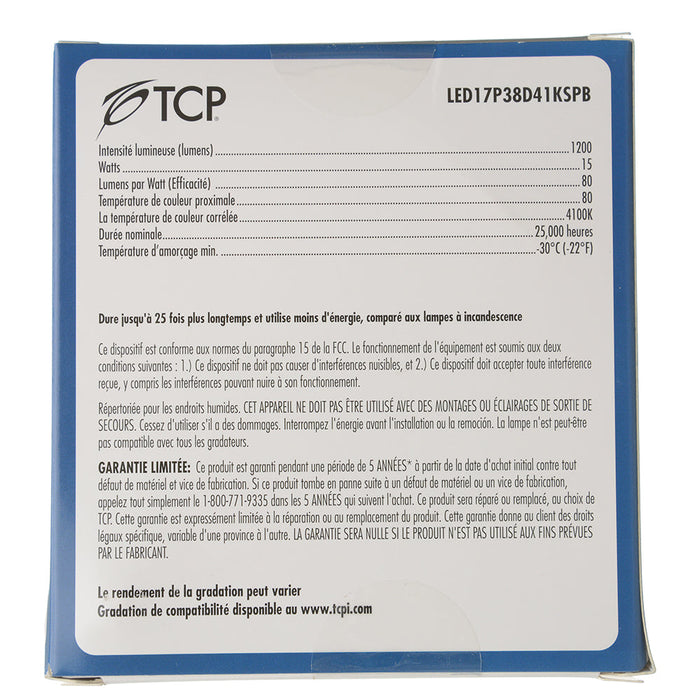 TCP LED17P38D41KSPB
Intensité lumineuse (lumens) 1200
Watts 15
Lumens par Watt (Efficacité) 80
Température de couleur proximale 80
La température de couleur corrélée 4100K
Durée nominale 25,000 heures
Température d'amorçage min. -30°C (-22°F)
Dure jusqu'à 25 fois plus longtemps et utilise moins d'énergie, comparé aux lampes à incandescence
Ce dispositif est conforme aux normes du paragraphe 15 de la FCC. Le fonctionnement de l'équipement est soumis aux deux
conditions suivantes : 1.) Ce dispositif ne doit pas causer d'interférences nuisibles, et 2.) Ce dispositif doit accepter toute interférence
reçue, y compris les interférences pouvant nuire à son fonctionnement.
Répertoriée pour les endroits humides. CET APPAREIL NE DOIT PAS ÊTRE UTILISÉ AVEC DES MONTAGES OU ÉCLAIRAGES DE SORTIE DE
SECOURS. Cessez d'utiliser s'il a des dommages. Interrompez l'énergie avant l'installation ou la remoción. La lampe n'est peut-être
pas compatible avec tous les gradateurs.
GARANTIE LIMITÉE: Ce produit est garanti pendant une période de 5 ANNÉES* à partir de la date d'achat initial contre tout
défaut de matériel et vice de fabrication. Si ce produit tombe en panne suite à un défaut de matériel ou un vice de fabrication,
appelez tout simplement le 1-800-771-9335 dans les 5 ANNÉES qui suivent l'achat. Ce produit sera réparé ou remplacé, au choix de
TCP. Cette garantie est expressément limitée à la réparation ou au remplacement du produit. Cette garantie donne au client des droits
légaux spécifique, variable d'une province à l'autre. LA GARANTIE SERA NULLE SI LE PRODUIT N'EST PAS UTILISÉ AUX FINS PRÉVUES
PAR LE FABRICANT.
Le rendement de la gradation peut varier
Gradation de compatibilité disponible au www.tcpi.com